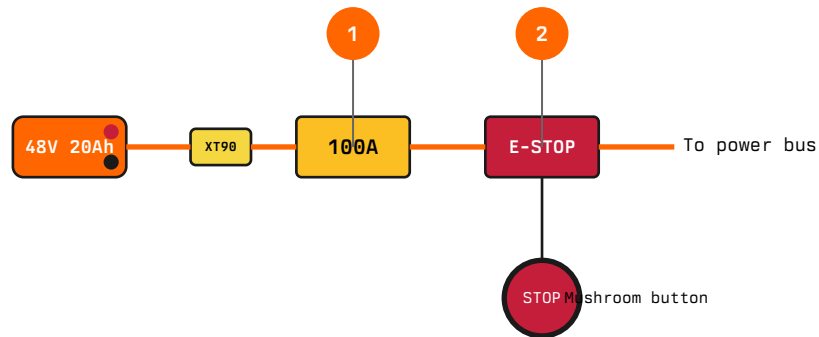 1
2
48V 20Ah
XT90
100A
E-STOP
To power bus
STOP
Mushroom button